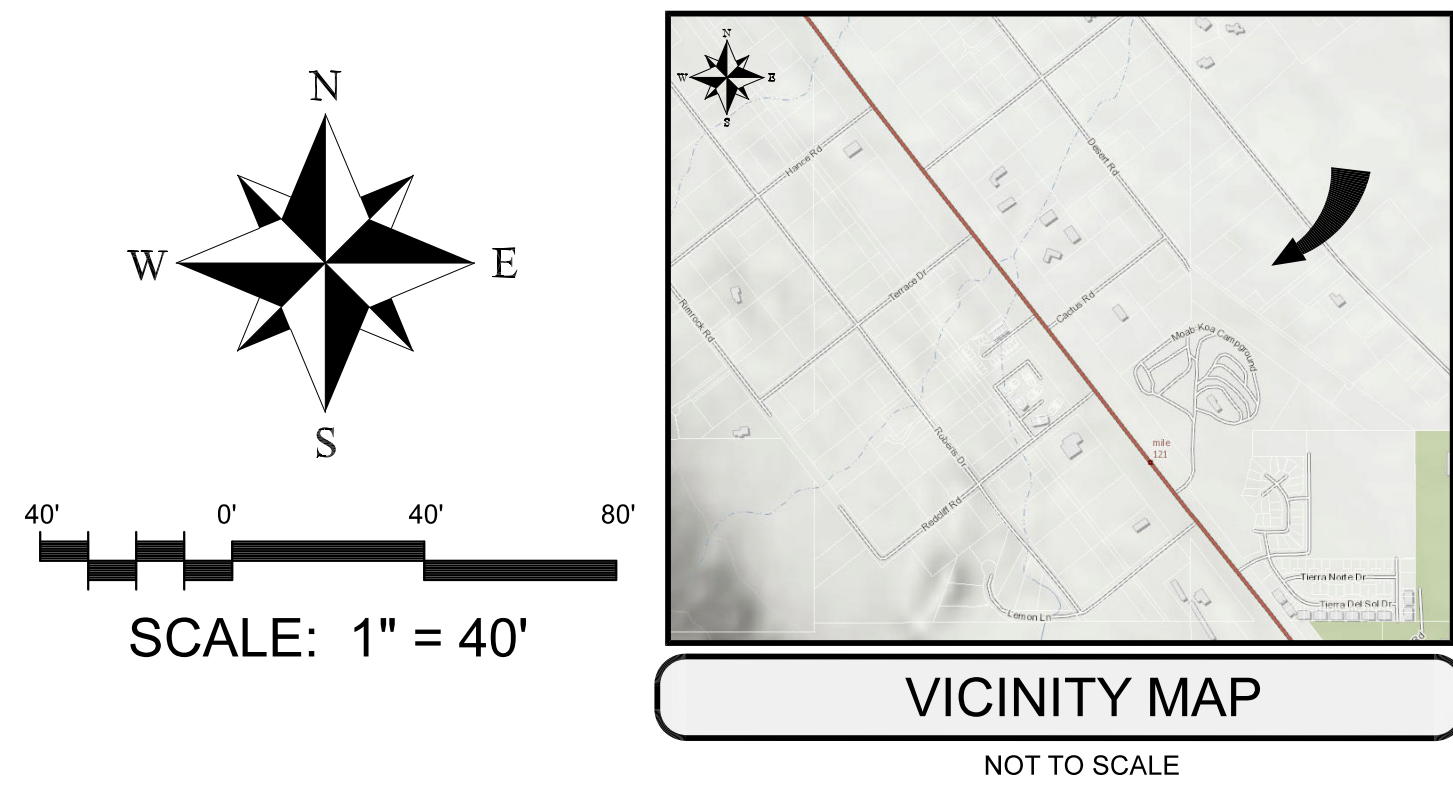 N
W
E
S
40'
0'
40'
80'
SCALE: 1" = 40'
N
W
E
S
Hance Rd
Desert Rd
Terrace Dr
Cactus Rd
Rimrock Rd
Moab Koa Campground
Roberts Dr
mile
121
Redcliff Rd
Tierra Norte Dr
Tierra Del Sol Dr
Lemon Ln
Rd
VICINITY MAP
NOT TO SCALE